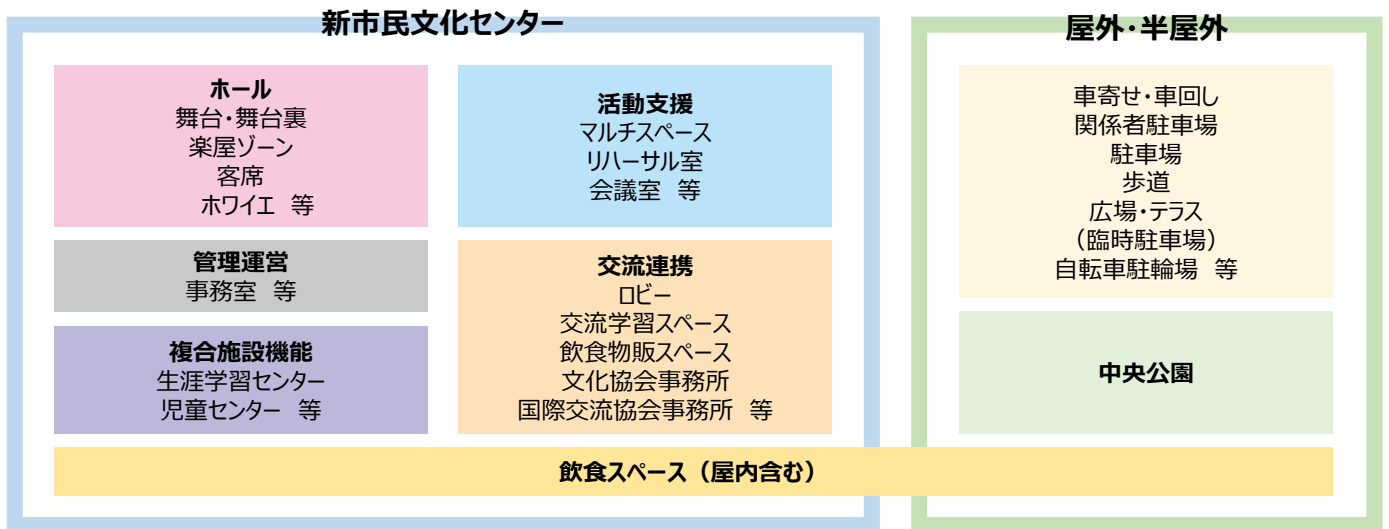 新市民文化センター
ホール
舞台・舞台裏
楽屋ゾーン
客席
ホワイエ 等
管理運営
事務室 等
複合施設機能
生涯学習センター
児童センター 等
活動支援
マルチスペース
リハーサル室
会議室 等
交流連携
ロビー
交流学習スペース
飲食物販スペース
文化協会事務所
国際交流協会事務所 等
屋外・半屋外
車寄せ・車回し
関係者駐車場
駐車場
歩道
広場・テラス
（臨時駐車場）
自転車駐輪場 等
中央公園
飲食スペース（屋内含む）